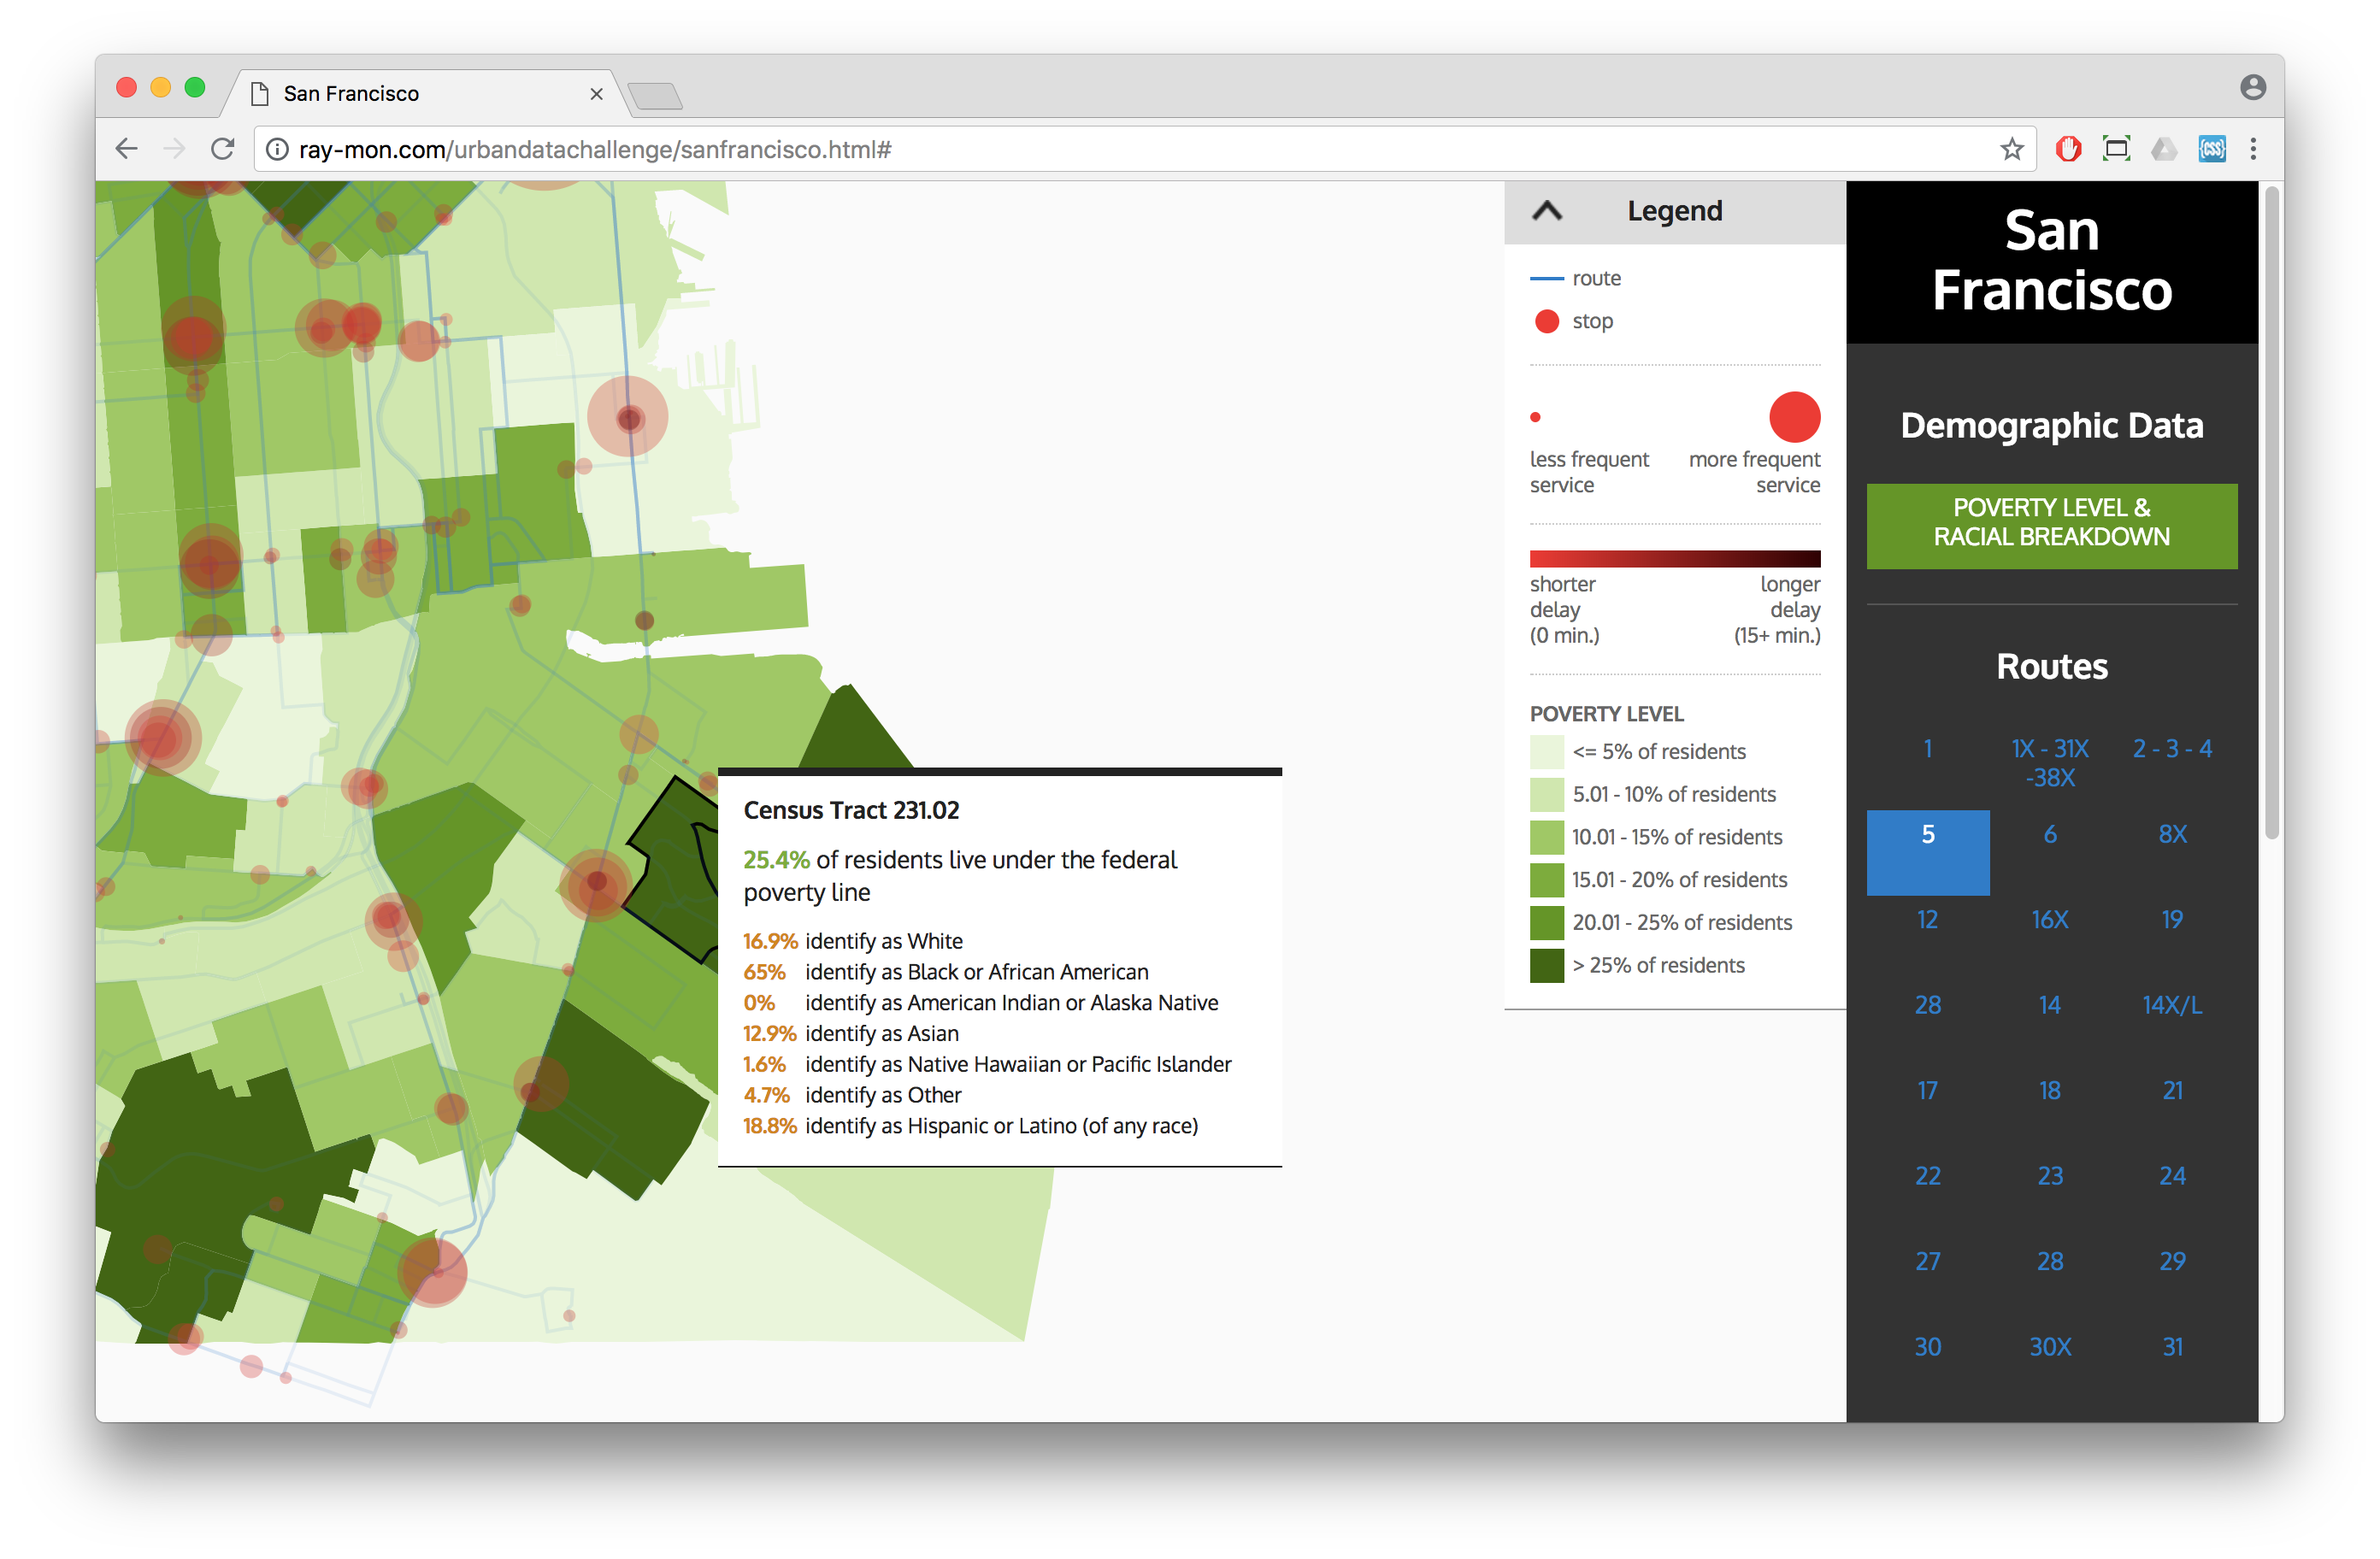 San Francisco
ray-mon.com/urbandatachallenge/sanfrancisco.html#
Legend
route
stop
less frequent
service
more frequent
service
shorter
delay
(0 min.)
longer
delay
(15+ min.)
POVERTY LEVEL
<= 5% of residents
5.01 - 10% of residents
10.01 - 15% of residents
15.01 - 20% of residents
20.01 - 25% of residents
> 25% of residents
Census Tract 231.02
25.4% of residents live under the federal
poverty line
16.9% identify as White
65% identify as Black or African American
0% identify as American Indian or Alaska Native
12.9% identify as Asian
1.6% identify as Native Hawaiian or Pacific Islander
4.7% identify as Other
18.8% identify as Hispanic or Latino (of any race)
San
Francisco
Demographic Data
POVERTY LEVEL &
RACIAL BREAKDOWN
Routes
1
1X - 31X
-38X
2 - 3 - 4
5
6
8X
12
16X
19
28
14
14X/L
17
18
21
22
23
24
27
28
29
30
30X
31
{CSS}